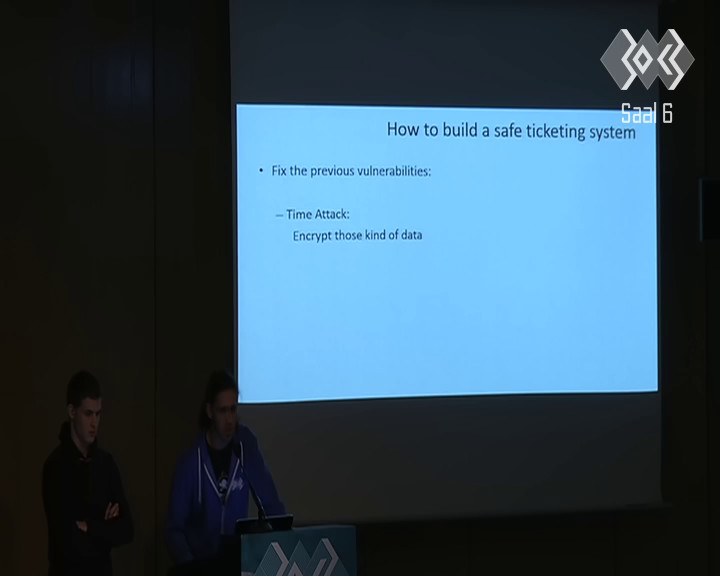 Saal 6
How to build a safe ticketing system
• Fix the previous vulnerabilities:
– Time Attack:
Encrypt those kind of data